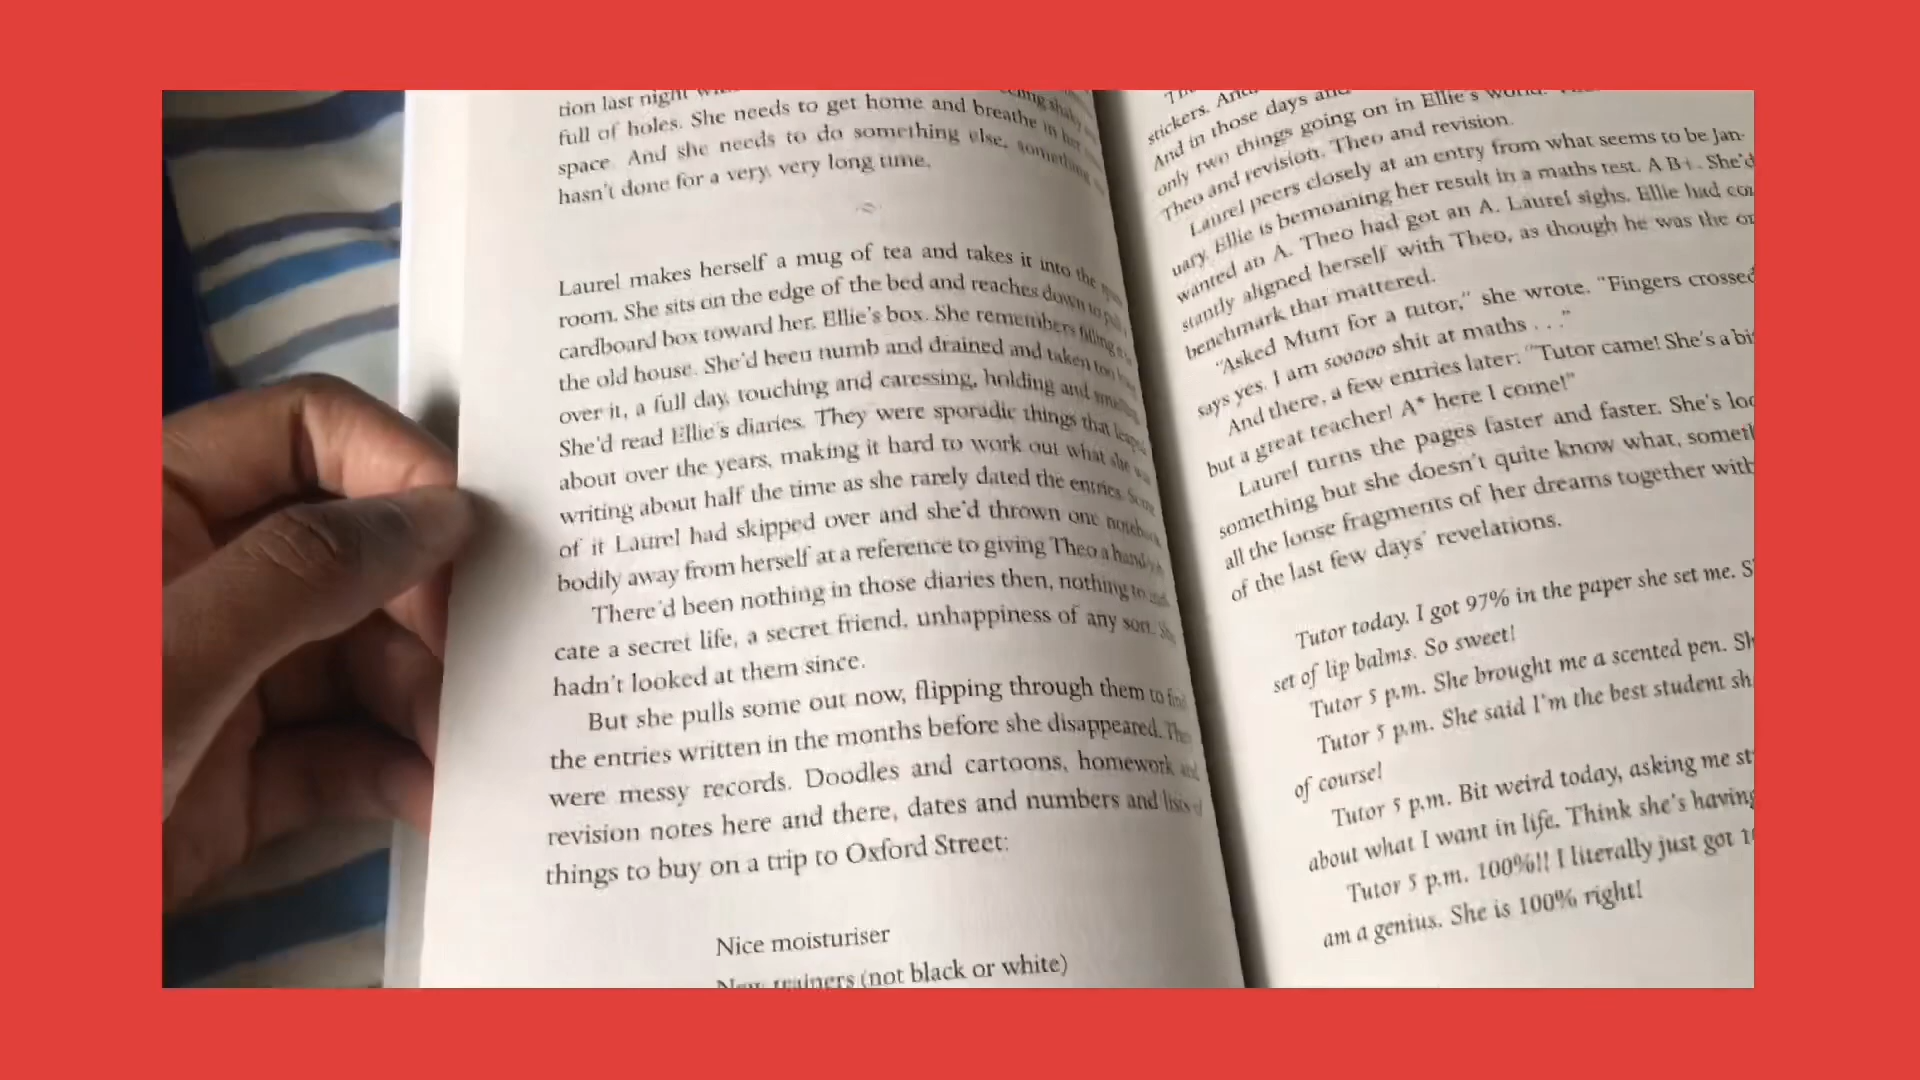 tion last night
full of holes. She needs to get home and breathe in her
space. And she needs to do something else, something
hasn't done for a very, very long time.
Laurel makes herself a mug of tea and takes it into the
room. She sits on the edge of the bed and reaches down to
cardboard box toward her. Ellie's box. She remembers filling
the old house. She'd been numb and drained and taken too
over it, a full day, touching and caressing, holding and
She'd read Ellie's diaries. They were sporadic things that
about over the years, making it hard to work out what she was
writing about half the time as she rarely dated the entries. Some
of it Laurel had skipped over and she'd thrown one notebook
bodily away from herself at a reference to giving Theo a
There'd been nothing in those diaries then, nothing to
cate a secret life, a secret friend, unhappiness of any sort. She
hadn't looked at them since.
But she pulls some out now, flipping through them to find
the entries written in the months before she disappeared. They
were messy records. Doodles and cartoons, homework and
revision notes here and there, dates and numbers and lists of
things to buy on a trip to Oxford Street:
Nice moisturiser
New trainers (not black or white)
stickers. And
And in those days and
only two things going on in Ellie's world.
Theo and revision. Theo and revision.
Laurel peers closely at an entry from what seems to be Jan-
uary. Ellie is bemoaning her result in a maths test. A B+. She'd
wanted an A. Theo had got an A. Laurel sighs. Ellie had
stantly aligned herself with Theo, as though he was the
benchmark that mattered.
"Asked Mum for a tutor," she wrote. "Fingers crossed
says yes. I am sooooo shit at maths . . ."
And there, a few entries later: "Tutor came! She's a bit
but a great teacher! A* here I come!"
Laurel turns the pages faster and faster. She's
something but she doesn't quite know what,
all the loose fragments of her dreams together with
of the last few days' revelations.
Tutor today. I got 97% in the paper she set me.
set of lip balms. So sweet!
Tutor 5 p.m. She brought me a scented pen.
Tutor 5 p.m. She said I'm the best student
of course!
Tutor 5 p.m. Bit weird today, asking me
about what I want in life. Think she's having
Tutor 5 p.m. 100%!! I literally just got
am a genius. She is 100% right!